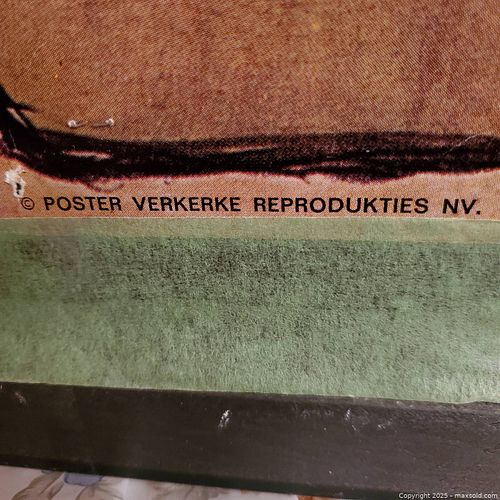 © POSTER VERKERKE REPRODUKTIES NV.
Copyright 2025 - maxsold.com